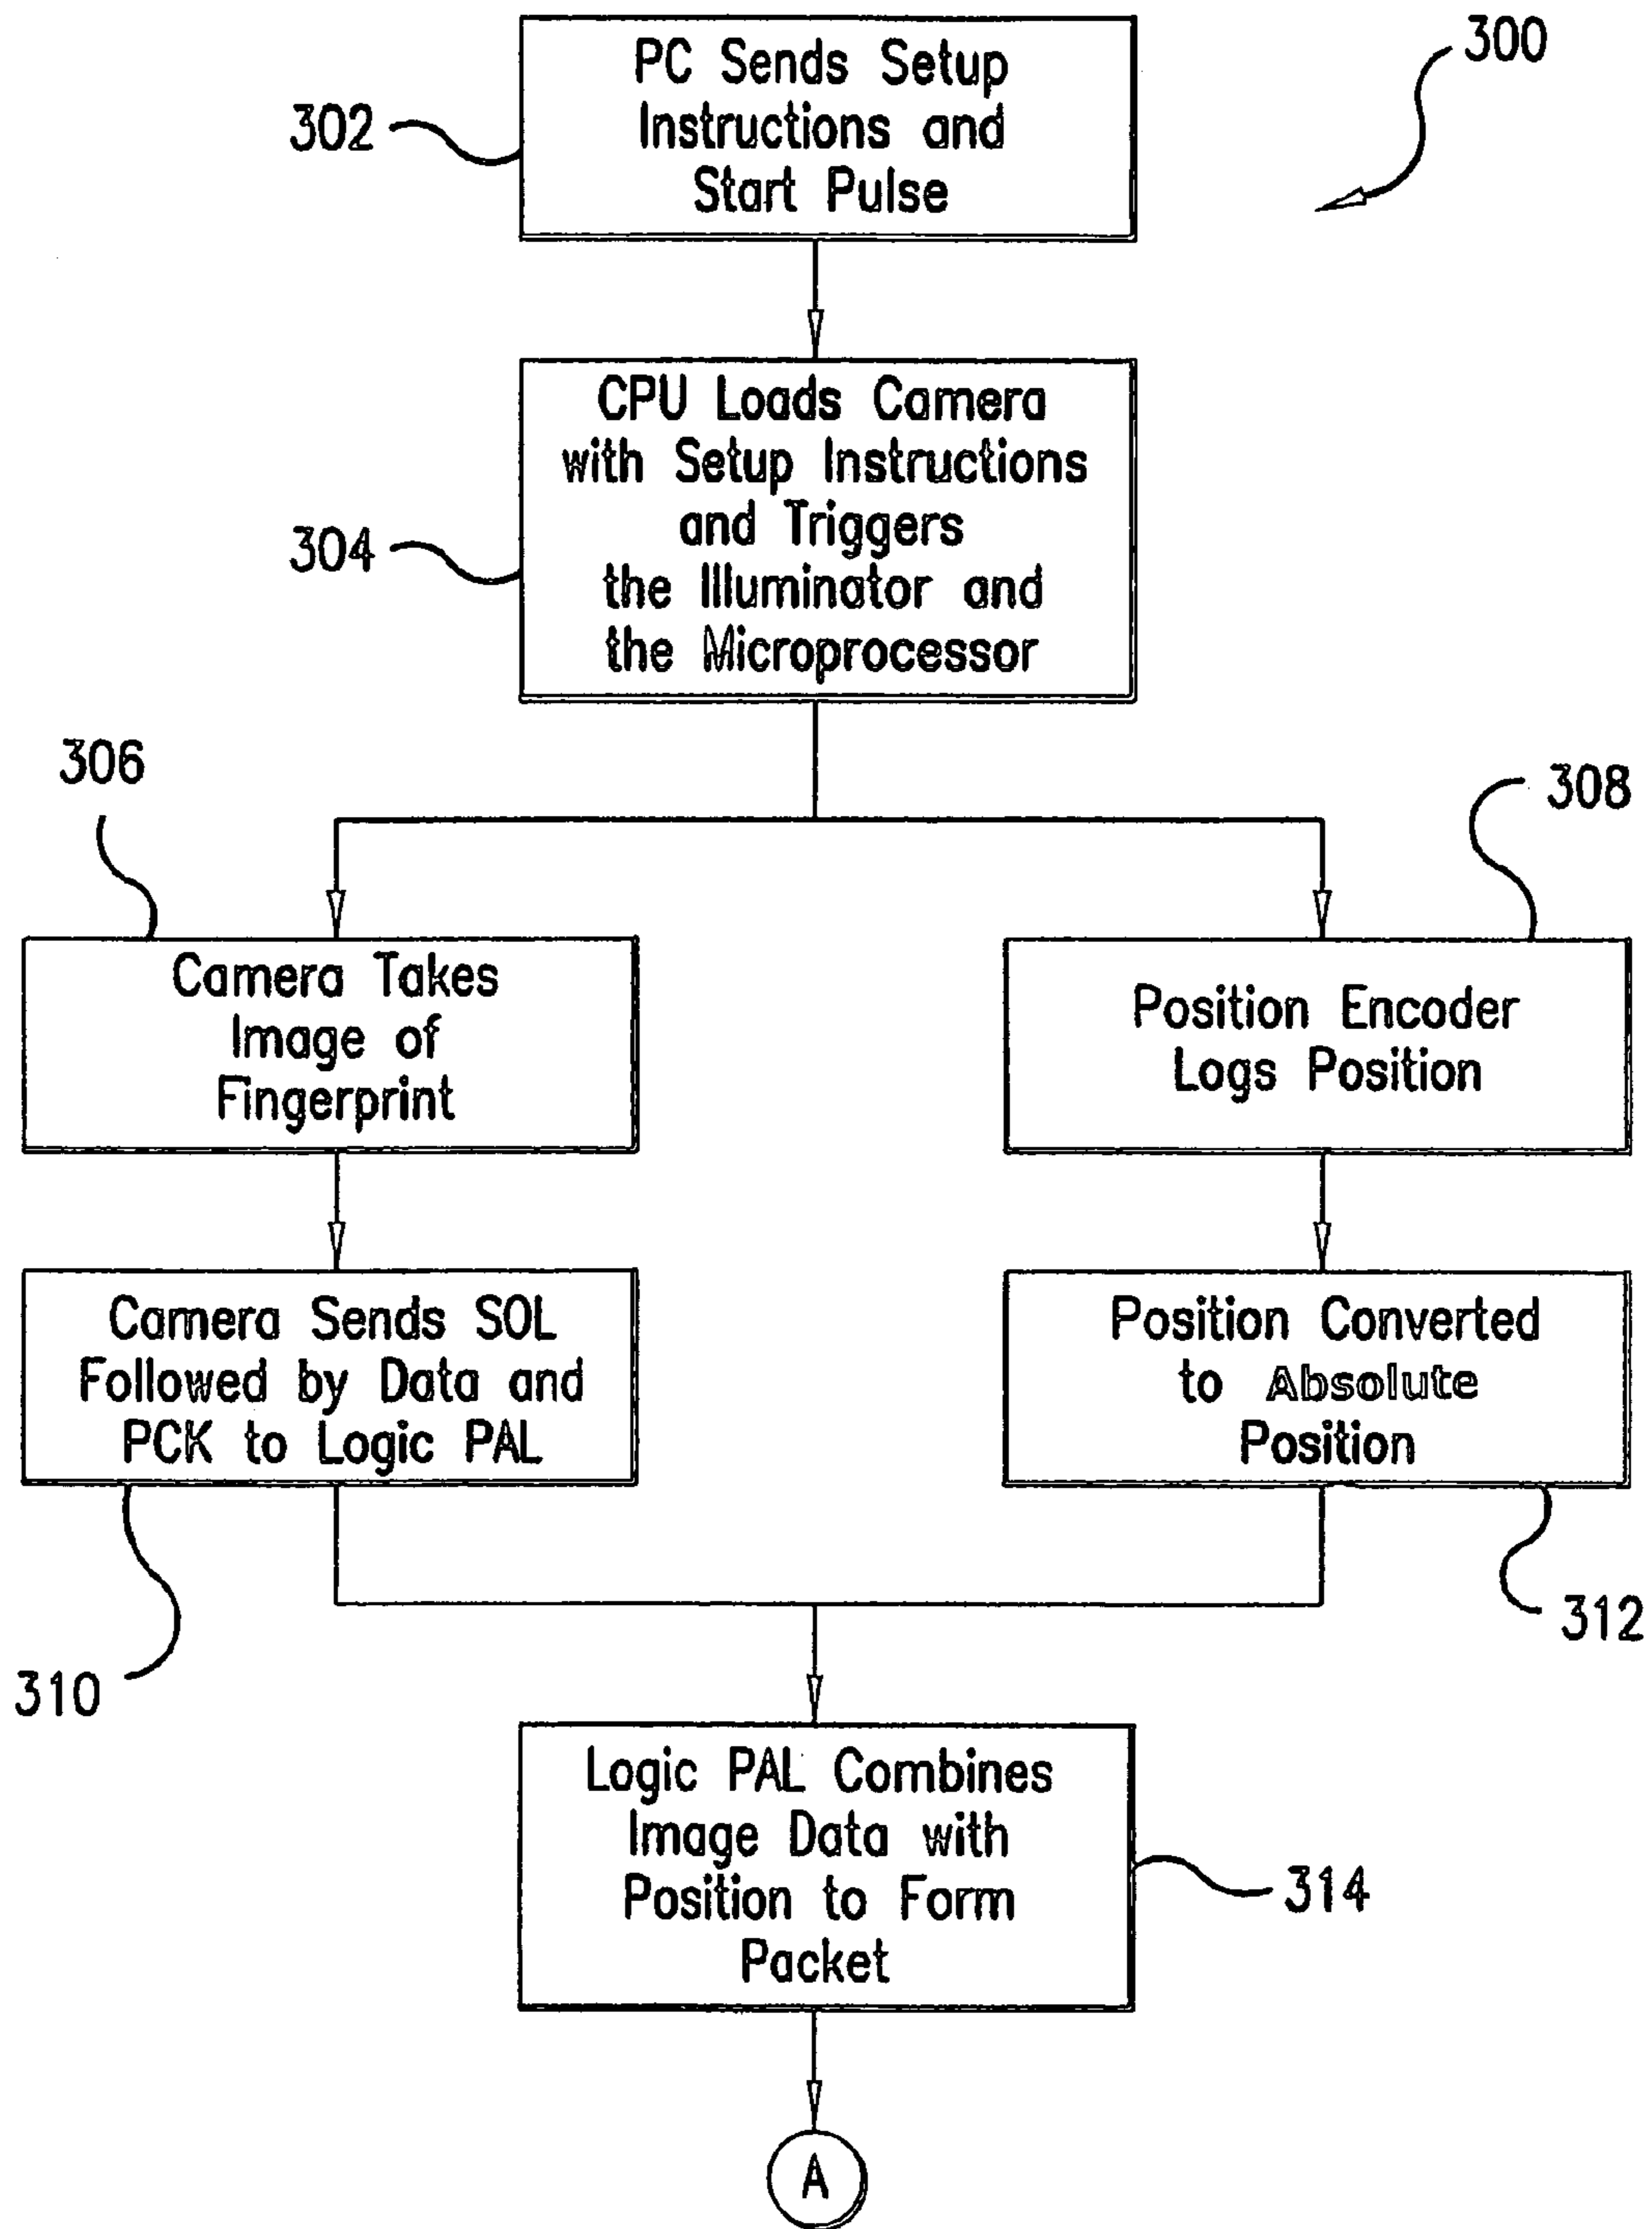 300
302
PC Sends Setup
Instructions and
Start Pulse
304
CPU Loads Camera
with Setup Instructions
and Triggers
the Illuminator and
the Microprocessor
306
308
Camera Takes
Image of
Fingerprint
Position Encoder
Logs Position
Camera Sends SOL
Followed by Data and
PCK to Logic PAL
Position Converted
to Absolute
Position
310
312
Logic PAL Combines
Image Data with
Position to Form
Packet
314
A